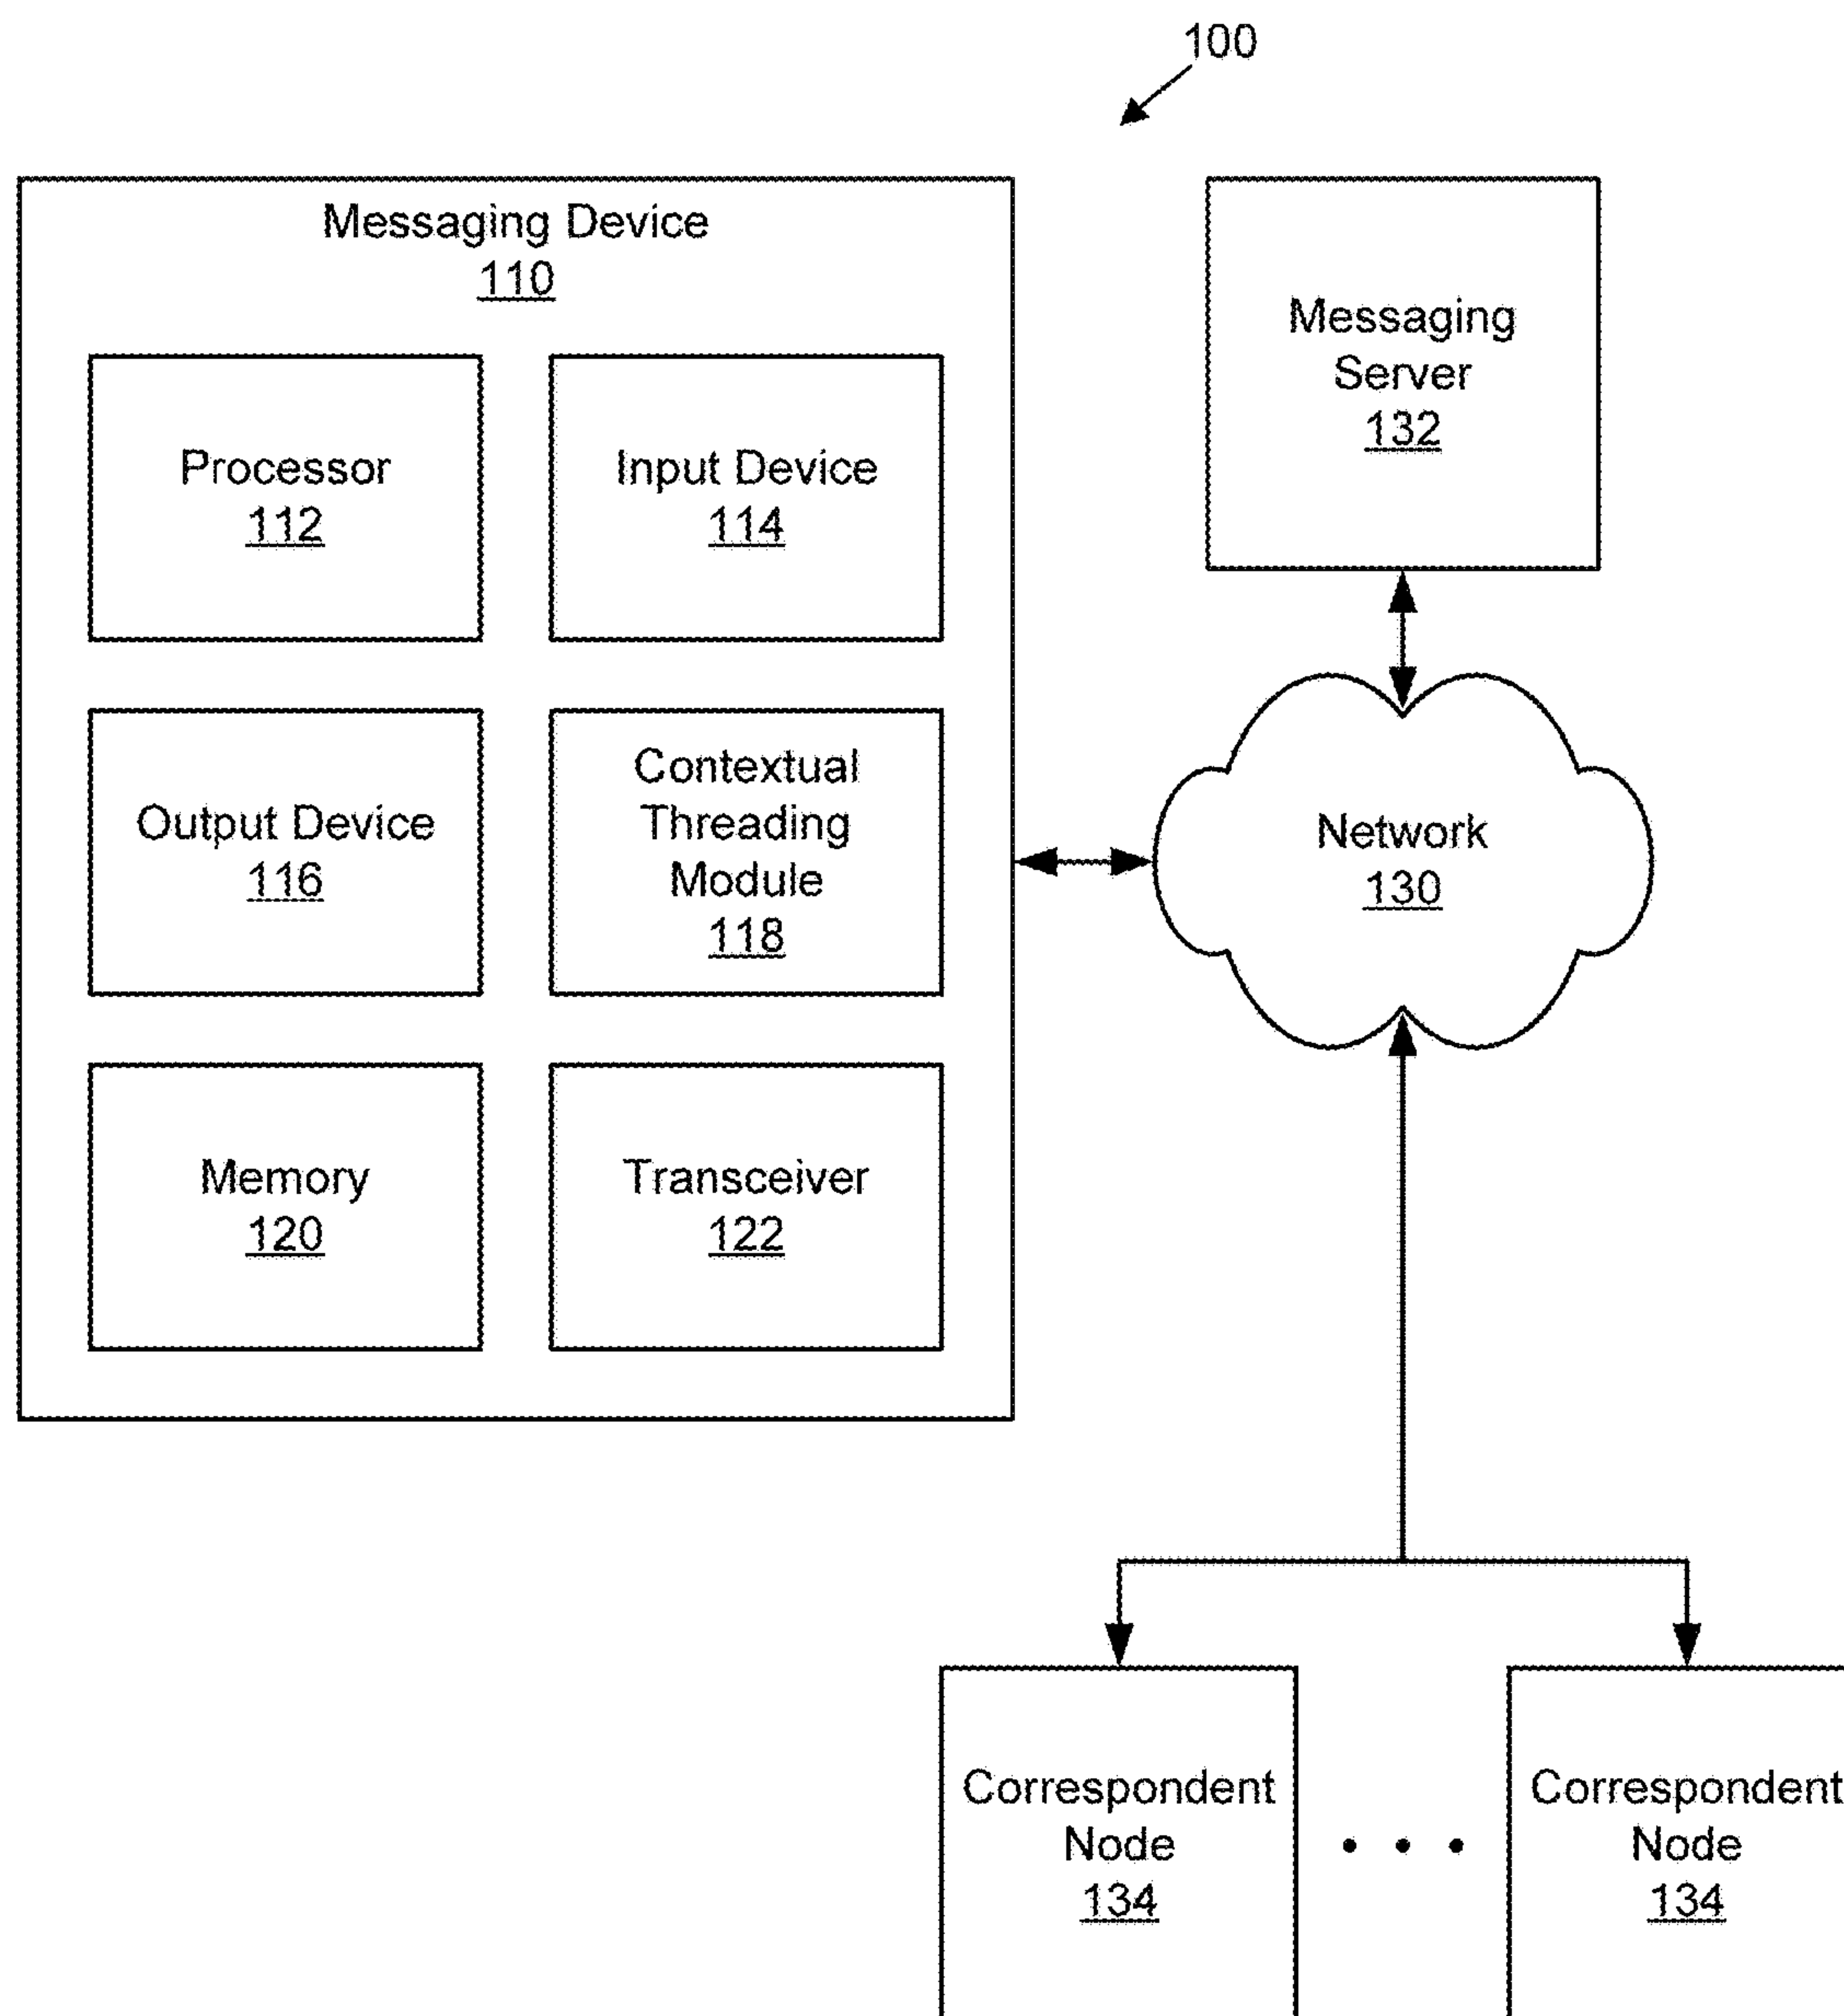 100
Messaging Device
110
Processor
112
Input Device
114
Output Device
116
Contextual
Threading
Module
118
Memory
120
Transceiver
122
Messaging
Server
132
Network
130
Correspondent
Node
134
Correspondent
Node
134